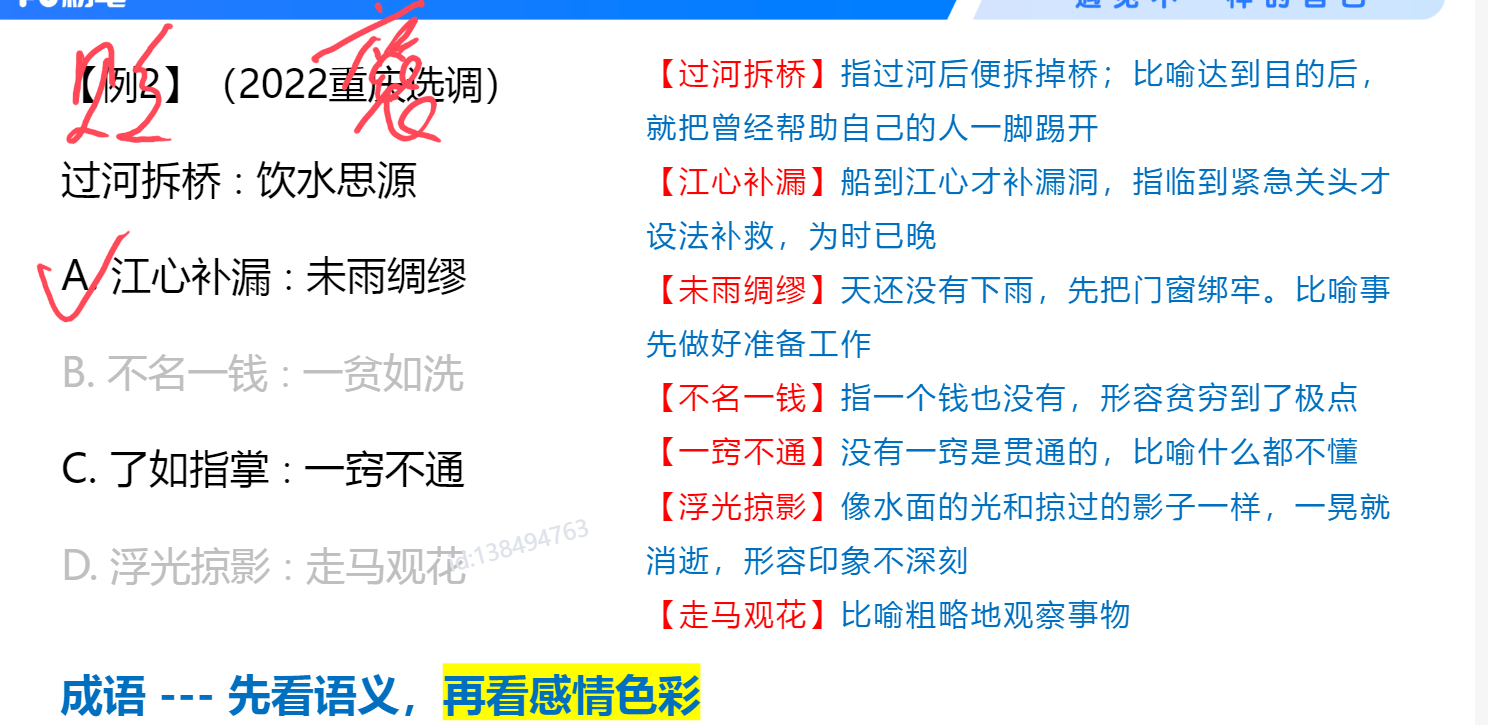 贬
褒
【例2】（2022重庆选调）
过河拆桥 : 饮水思源
A. 江心补漏 : 未雨绸缪
B. 不名一钱 : 一贫如洗
C. 了如指掌 : 一窍不通
D. 浮光掠影 : 走马观花
id:138494763
【过河拆桥】指过河后便拆掉桥；比喻达到目的后，
就把曾经帮助自己的人一脚踢开
【江心补漏】船到江心才补漏洞，指临到紧急关头才
设法补救，为时已晚
【未雨绸缪】天还没有下雨，先把门窗绑牢。比喻事
先做好准备工作
【不名一钱】指一个钱也没有，形容贫穷到了极点
【一窍不通】没有一窍是贯通的，比喻什么都不懂
【浮光掠影】像水面的光和掠过的影子一样，一晃就
消逝，形容印象不深刻
【走马观花】比喻粗略地观察事物
成语 --- 先看语义，再看感情色彩